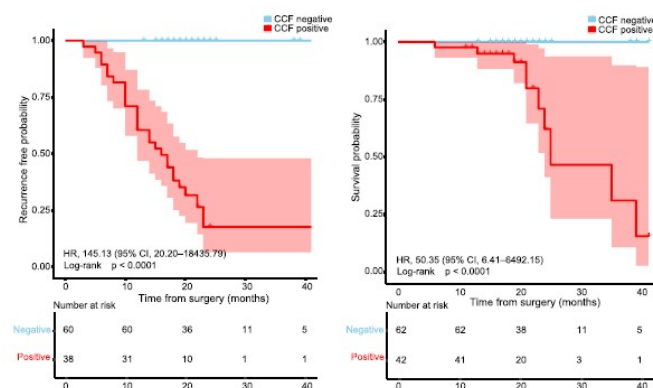 CCF negative
CCF positive
Recurrence free probability
1.00
0.75
0.50
0.25
0.00
HR, 145.13 (95% CI, 20.20–18435.79)
Log-rank p < 0.0001
0 10 20 30 40
Time from surgery (months)
Number at risk
Negative 60 60 36 11 5
Positive 38 31 10 1 1
0 10 20 30 40
CCF negative
CCF positive
Survival probability
1.00
0.75
0.50
0.25
0.00
HR, 50.35 (95% CI, 6.41–6492.15)
Log-rank p < 0.0001
0 10 20 30 40
Time from surgery (months)
Number at risk
Negative 62 62 38 11 5
Positive 42 41 20 3 1
0 10 20 30 40